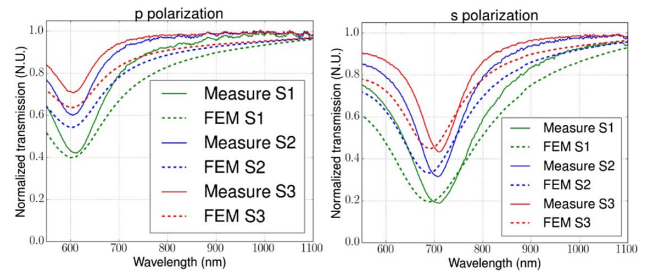 p polarization
Normalized transmission (N.U.)
1.0
0.8
0.6
0.4
0.2
0.0
Measure S1
FEM S1
Measure S2
FEM S2
Measure S3
FEM S3
600 700 800 900 1000 1100
Wavelength (nm)
s polarization
Normalized transmission (N.U.)
1.0
0.8
0.6
0.4
0.2
0.0
Measure S1
FEM S1
Measure S2
FEM S2
Measure S3
FEM S3
600 700 800 900 1000 1100
Wavelength (nm)